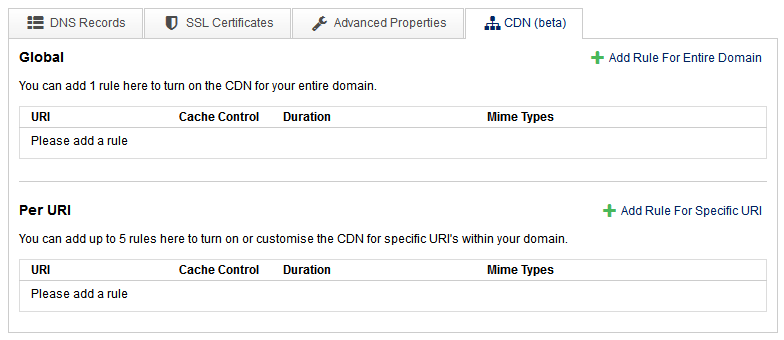 DNS Records SSL Certificates Advanced Properties CDN (beta)
Global Add Rule For Entire Domain
You can add 1 rule here to turn on the CDN for your entire domain.
URI Cache Control Duration Mime Types
Please add a rule
Per URI Add Rule For Specific URI
You can add up to 5 rules here to turn on or customise the CDN for specific URI's within your domain.
URI Cache Control Duration Mime Types
Please add a rule